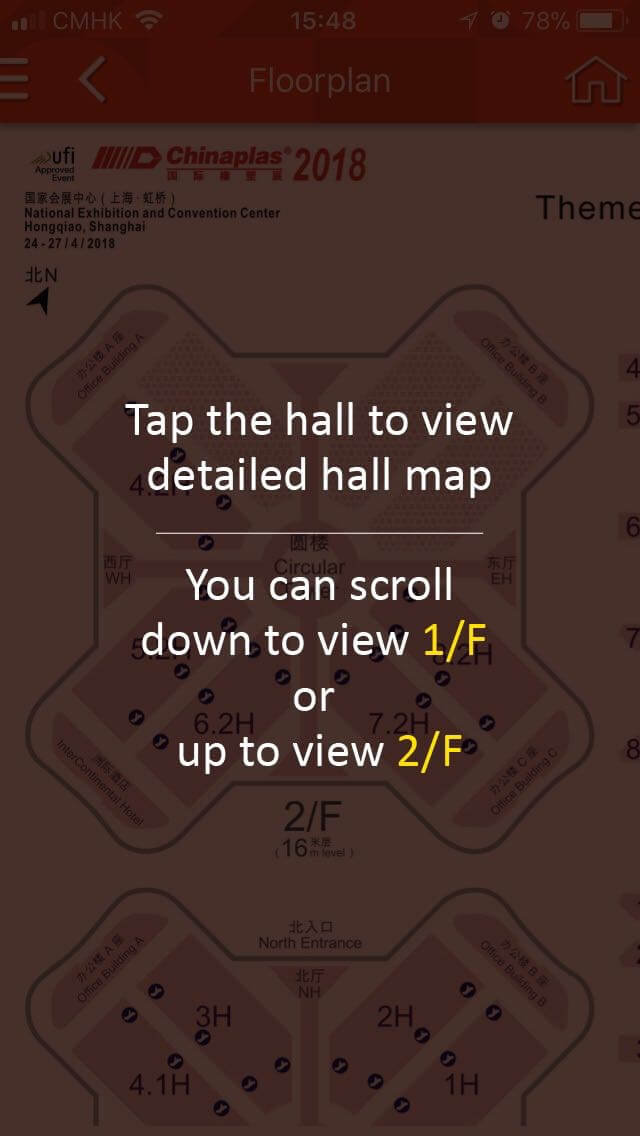 CMHK 15:48 78%
Floorplan
ufi
Approved
Event
Chinaplas® 2018
国际橡塑展
国家会展中心（上海·虹桥）
National Exhibition and Convention Center
Hongqiao, Shanghai
24 - 27 / 4 / 2018
Theme
北N
办公楼 A 座
Office Building A
办公楼 B 座
Office Building B
4
5
6
7
8
Tap the hall to view
detailed hall map
4.2H
圆楼
Circular
西厅
WH
东厅
EH
You can scroll
down to view 1/F
or
up to view 2/F
5.2H
8.2H
6.2H
7.2H
洲际酒店
InterContinental Hotel
办公楼 C 座
Office Building C
2/F
（16米层
m level）
北入口
North Entrance
办公楼 A 座
Office Building A
办公楼 B 座
Office Building B
北厅
NH
3H
2H
4.1H
1H